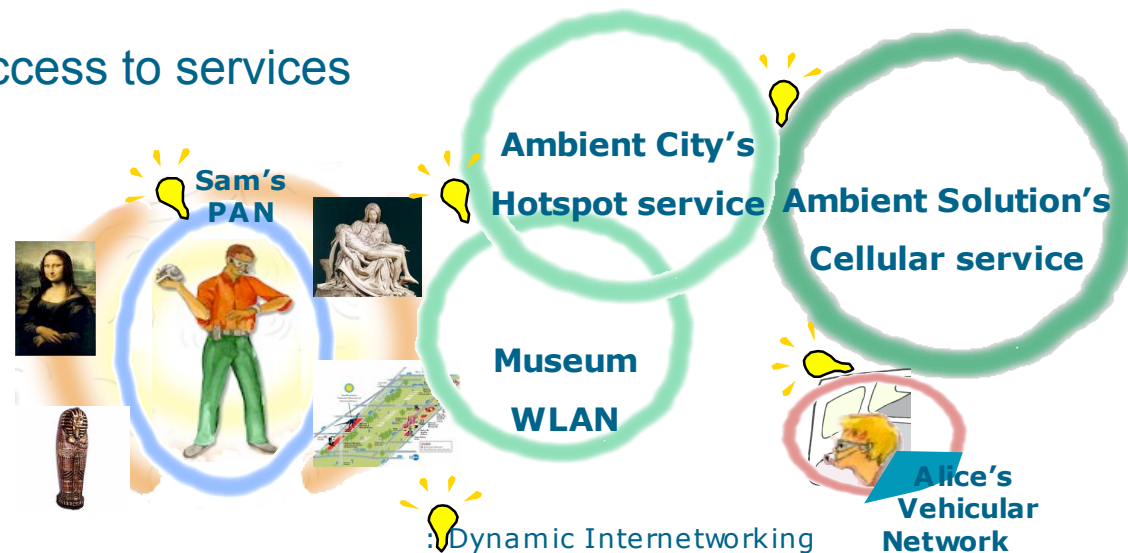 ccess to services
Sam's
PAN
Ambient City's
Hotspot service
Ambient Solution's
Cellular service
Museum
WLAN
Alice's
Vehicular
Network
: Dynamic Internetworking